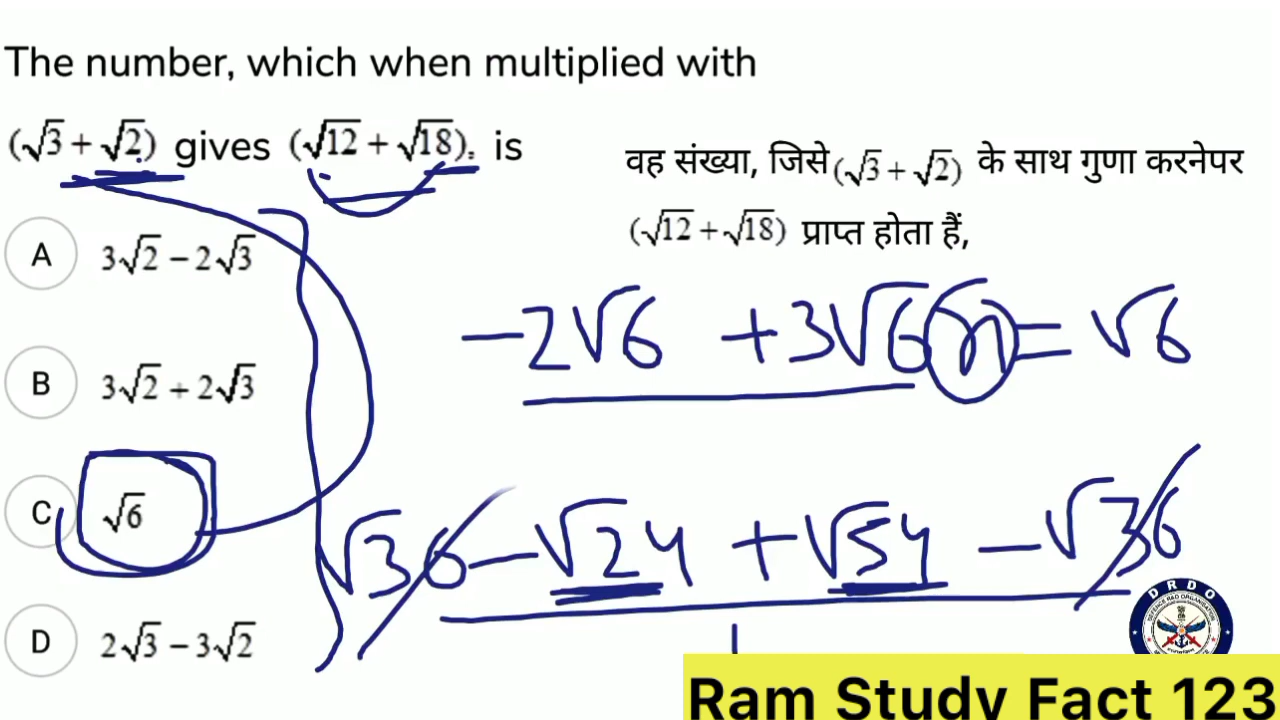 The number, which when multiplied with
(√3 + √2) gives (√12 + √18), is
वह संख्या, जिसे (√3 + √2) के साथ गुणा करनेपर
(√12 + √18) प्राप्त होता हैं,
A 3√2 − 2√3
B 3√2 + 2√3
C √6
D 2√3 − 3√2
−2√6 +3√6 = √6
√36 − √24 + √54 − √36
DRDO
Ram Study Fact 123